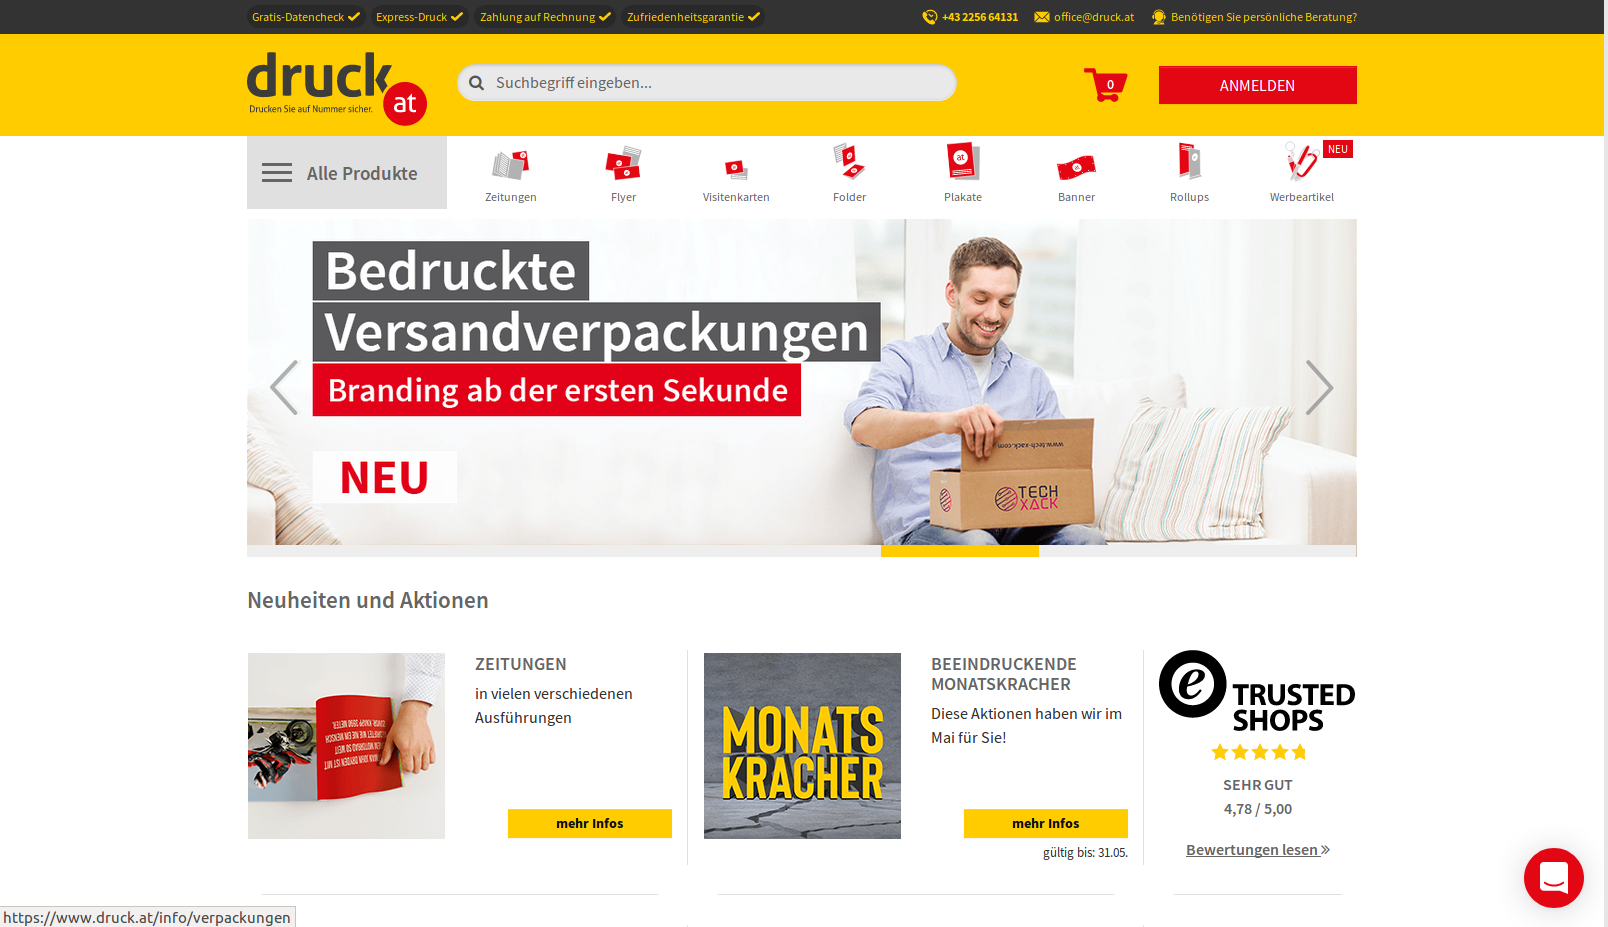 Gratis-Datencheck Express-Druck Zahlung auf Rechnung Zufriedenheitsgarantie +43 2256 64131 office@druck.at Benötigen Sie persönliche Beratung?
druck at
Drucken Sie auf Nummer sicher.
Suchbegriff eingeben...
0
ANMELDEN
Alle Produkte
at
NEU
Zeitungen Flyer Visitenkarten Folder Plakate Banner Rollups Werbeartikel
Bedruckte
Versandverpackungen
Branding ab der ersten Sekunde
NEU
www.tech-xack.com
TECH
XACK
Neuheiten und Aktionen
ZEITUNGEN
in vielen verschiedenen
Ausführungen
mehr Infos
MONATS
KRACHER
BEEINDRUCKENDE
MONATSKRACHER
Diese Aktionen haben wir im
Mai für Sie!
mehr Infos
gültig bis: 31.05.
e TRUSTED
SHOPS
SEHR GUT
4,78 / 5,00
Bewertungen lesen »
https://www.druck.at/info/verpackungen